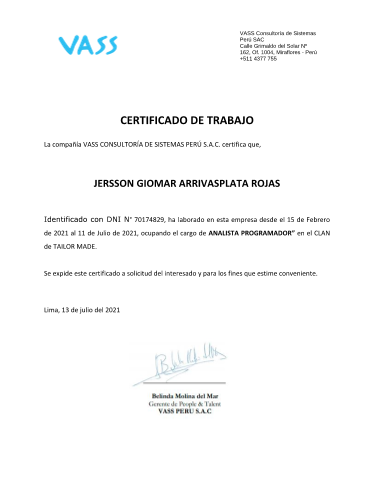 VASS
VASS Consultoría de Sistemas
Perú SAC
Calle Grimaldo del Solar Nº
162, Of. 1004, Miraflores - Perú
+511 4377 755
CERTIFICADO DE TRABAJO
La compañía VASS CONSULTORÍA DE SISTEMAS PERÚ S.A.C. certifica que,
JERSSON GIOMAR ARRIVASPLATA ROJAS
Identificado con DNI N° 70174829, ha laborado en esta empresa desde el 15 de Febrero
de 2021 al 11 de Julio de 2021, ocupando el cargo de ANALISTA PROGRAMADOR” en el CLAN
de TAILOR MADE.
Se expide este certificado a solicitud del interesado y para los fines que estime conveniente.
Lima, 13 de julio del 2021
Belinda Molina del Mar
Gerente de People & Talent
VASS PERU S.A.C